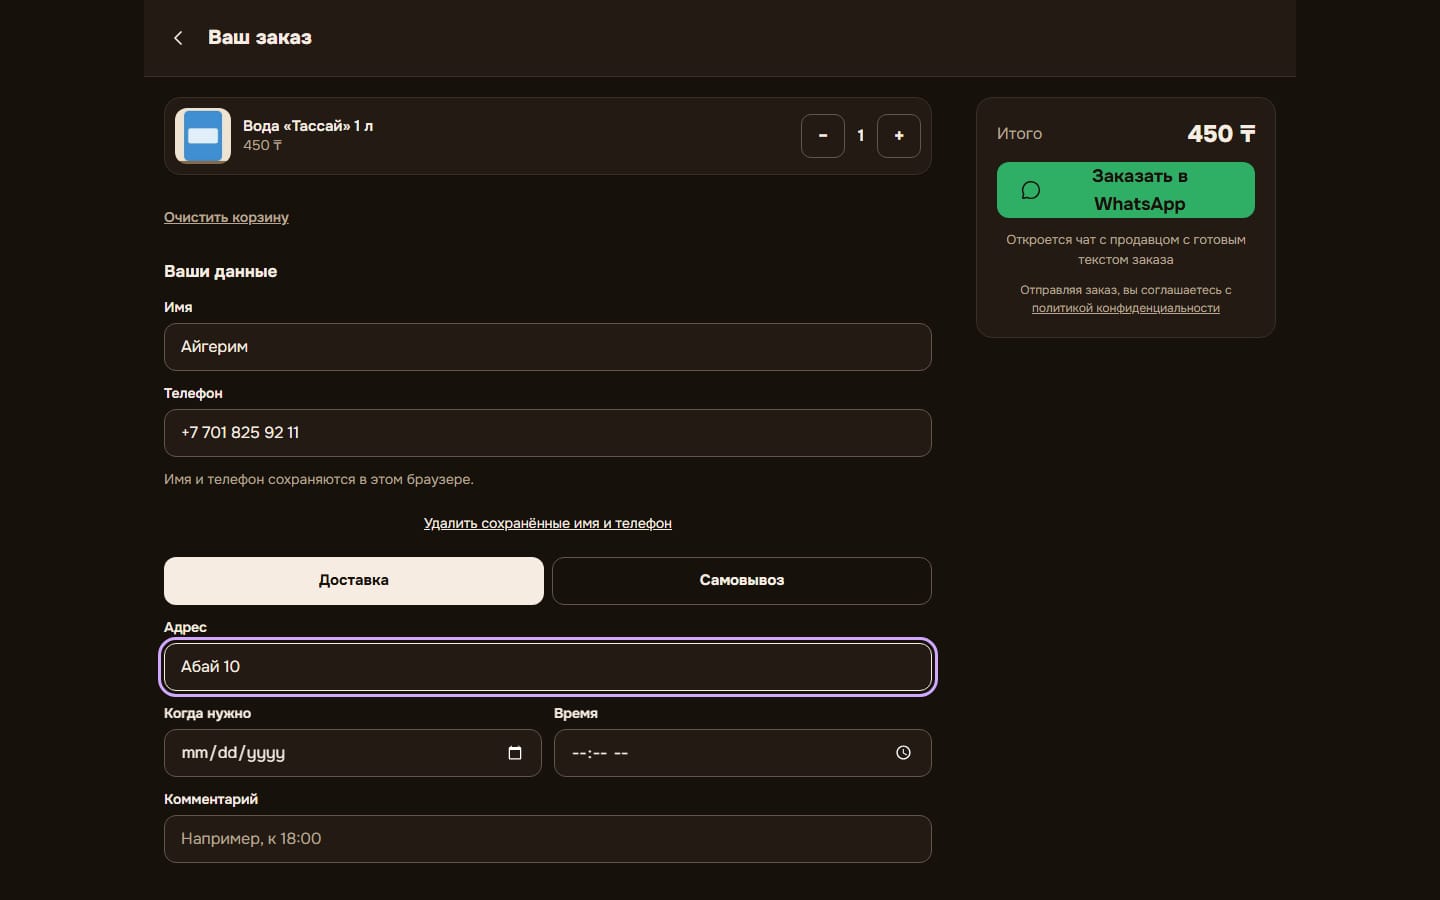 Ваш заказ
Вода «Тассай» 1 л
450 ₸
−
1
+
Очистить корзину
Ваши данные
Имя
Айгерим
Телефон
+7 701 825 92 11
Имя и телефон сохраняются в этом браузере.
Удалить сохранённые имя и телефон
Доставка
Самовывоз
Адрес
Абай 10
Когда нужно
Время
mm/dd/yyyy
--:-- --
Комментарий
Например, к 18:00
Итого
450 ₸
Заказать в
WhatsApp
Откроется чат с продавцом с готовым
текстом заказа
Отправляя заказ, вы соглашаетесь с
политикой конфиденциальности